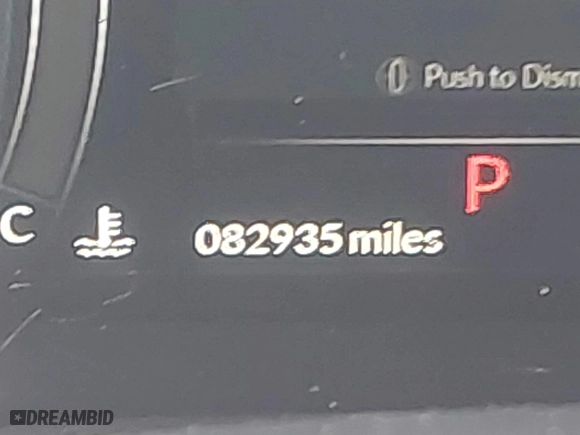 Push to Dism
P
C
082935 miles
DREAMBID